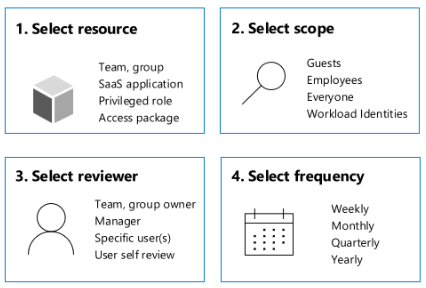 1. Select resource
Team, group
SaaS application
Privileged role
Access package
2. Select scope
Guests
Employees
Everyone
Workload Identities
3. Select reviewer
Team, group owner
Manager
Specific user(s)
User self review
4. Select frequency
Weekly
Monthly
Quarterly
Yearly